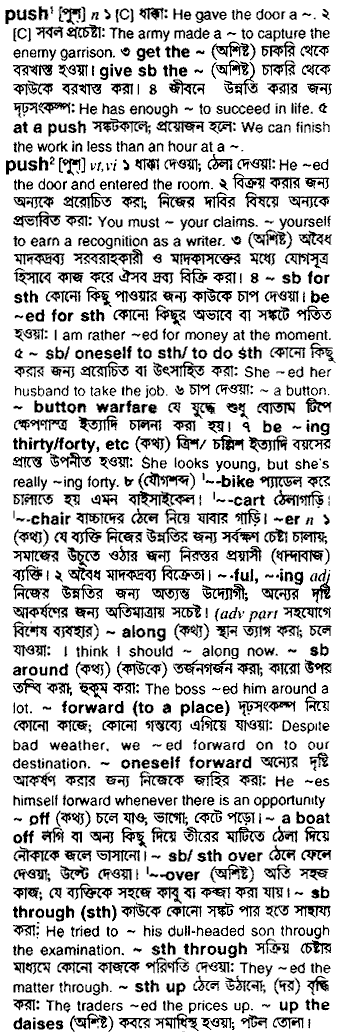 push¹ [পুশ্] n ১ [C] ধাক্কা: He gave the door a ~. ২
[C] সবল প্রচেষ্টা: The army made a ~ to capture the
enemy garrison. ৩ get the ~ (অশিষ্ট) চাকরি থেকে
বরখাস্ত হওয়া। give sb the ~ (অশিষ্ট) চাকরি থেকে
কাউকে বরখাস্ত করা। ৪ জীবনে উন্নতি করার জন্য
দৃঢ়সংকল্প: He has enough ~ to succeed in life. ৫
at a push সঙ্কটকালে; প্রয়োজন হলে: We can finish
the work in less than an hour at a ~.
push² [পুশ্] vt,vi ১ ধাক্কা দেওয়া; ঠেলা দেওয়া: He ~ed
the door and entered the room. ২ বিক্রয় করার জন্য
অন্যকে প্ররোচিত করা; নিজের দাবির বিষয়ে অন্যকে
প্রভাবিত করা: You must ~ your claims. ~ yourself
to earn a recognition as a writer. ৩ (অশিষ্ট) অবৈধ
মাদকদ্রব্য সরবরাহকারী ও মাদকাসক্তের মধ্যে যোগসূত্র
হিসাবে কাজ করে ঐসব দ্রব্য বিক্রি করা। ৪ ~ sb for
sth কোনো কিছু পাওয়ার জন্য কাউকে চাপ দেওয়া। be
~ed for sth কোনো কিছুর অভাবে বা সঙ্কটে পতিত
হওয়া: I am rather ~ed for money at the moment.
৫ ~ sb/ oneself to sth/ to do sth কোনো কিছু
করার জন্য প্ররোচিত বা উৎসাহিত করা: She ~ed her
husband to take the job. ৬ চাপ দেওয়া: ~ a button.
~ button warfare যে যুদ্ধে শুধু বোতাম টিপে
ক্ষেপণাস্ত্র ইত্যাদি চালনা করা হয়। ৭ be ~ ing
thirty/forty, etc (কথ্য) ত্রিশ/ চল্লিশ ইত্যাদি বয়সের
প্রান্তে উপনীত হওয়া: She looks young, but she's
really ~ing forty. ৮ (যৌগশব্দ) ˈ~-bike প্যাডেল করে
চালাতে হয় এমন বাইসাইকেল। ˈ~-cart ঠেলাগাড়ি।
ˈ~-chair বাচ্চাদের ঠেলে নিয়ে যাবার গাড়ি। ~er n ১
(কথ্য) যে ব্যক্তি নিজের উন্নতির জন্য সর্বক্ষণ চেষ্টা চালায়;
সমাজের উঁচুতে ওঠার জন্য নিরন্তর প্রয়াসী (ধান্দাবাজ)
ব্যক্তি। ২ অবৈধ মাদকদ্রব্য বিক্রেতা। ~-ful, ~-ing adj
নিজের উন্নতির জন্য অত্যন্ত উদ্যোগী; অন্যের দৃষ্টি
আকর্ষণের জন্য অতিমাত্রায় সচেষ্ট। (adv part সহযোগে
বিশেষ ব্যবহার) ~ along (কথ্য) স্থান ত্যাগ করা; চলে
যাওয়া: I think I should ~ along now. ~ sb
around (কথ্য) (কাউকে) তর্জনগর্জন করা; কারো উপর
তম্বি করা; হুকুম করা: The boss ~ed him around a
lot. ~ forward (to a place) দৃঢ়সংকল্প নিয়ে
কোনো কাজে; কোনো গন্তব্যে এগিয়ে যাওয়া: Despite
bad weather, we ~ed forward on to our
destination. ~ oneself forward অন্যের দৃষ্টি
আকর্ষণ করার জন্য নিজেকে জাহির করা: He ~es
himself forward whenever there is an opportunity
~ off (কথ্য) চলে যাও, ভাগো; কেটে পড়ো। ~ a boat
off লগি বা অন্য কিছু দিয়ে তীরের মাটিতে ঠেলা দিয়ে
নৌকাকে জলে ভাসানো। ~ sb/ sth over ঠেলে ফেলে
দেওয়া; উল্টে দেওয়া। ˈ~-over (অশিষ্ট) অতি সহজ
কাজ; যে ব্যক্তিকে সহজে কাবু বা কব্জা করা যায়। ~ sb
through (sth) কাউকে কোনো সঙ্কট পার হতে সাহায্য
করা: He tried to ~ his dull-headed son through
the examination. ~ sth through সক্রিয় চেষ্টার
মাধ্যমে কোনো কাজকে পরিণতি দেওয়া: They ~ed the
matter through. ~ sth up ঠেলে উঠানো; (দর) বৃদ্ধি
করা: The traders ~ed the prices up. ~ up the
daises (অশিষ্ট) কবরে সমাধিস্থ হওয়া, পটল তোলা।